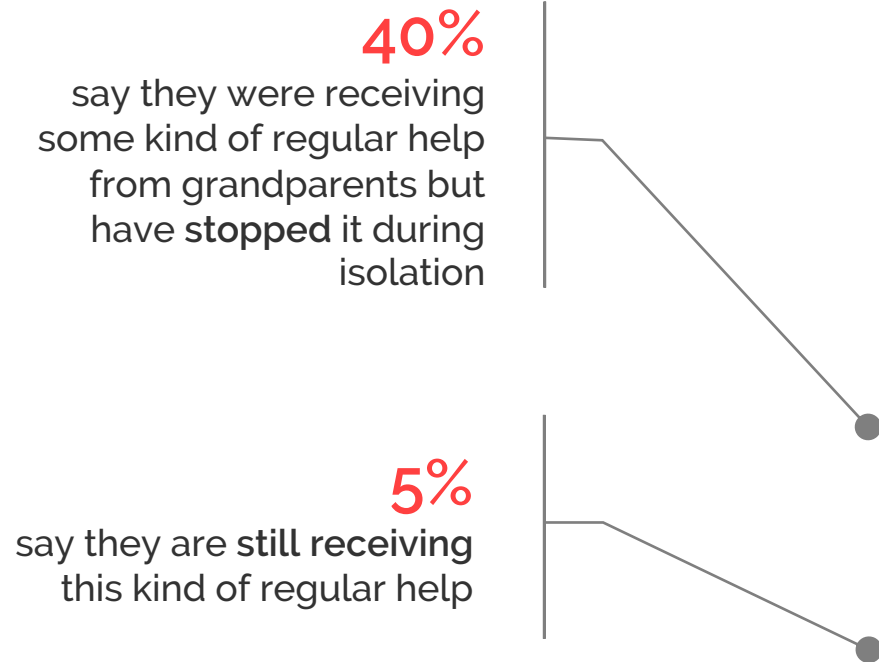 40%
say they were receiving
some kind of regular help
from grandparents but
have stopped it during
isolation
5%
say they are still receiving
this kind of regular help